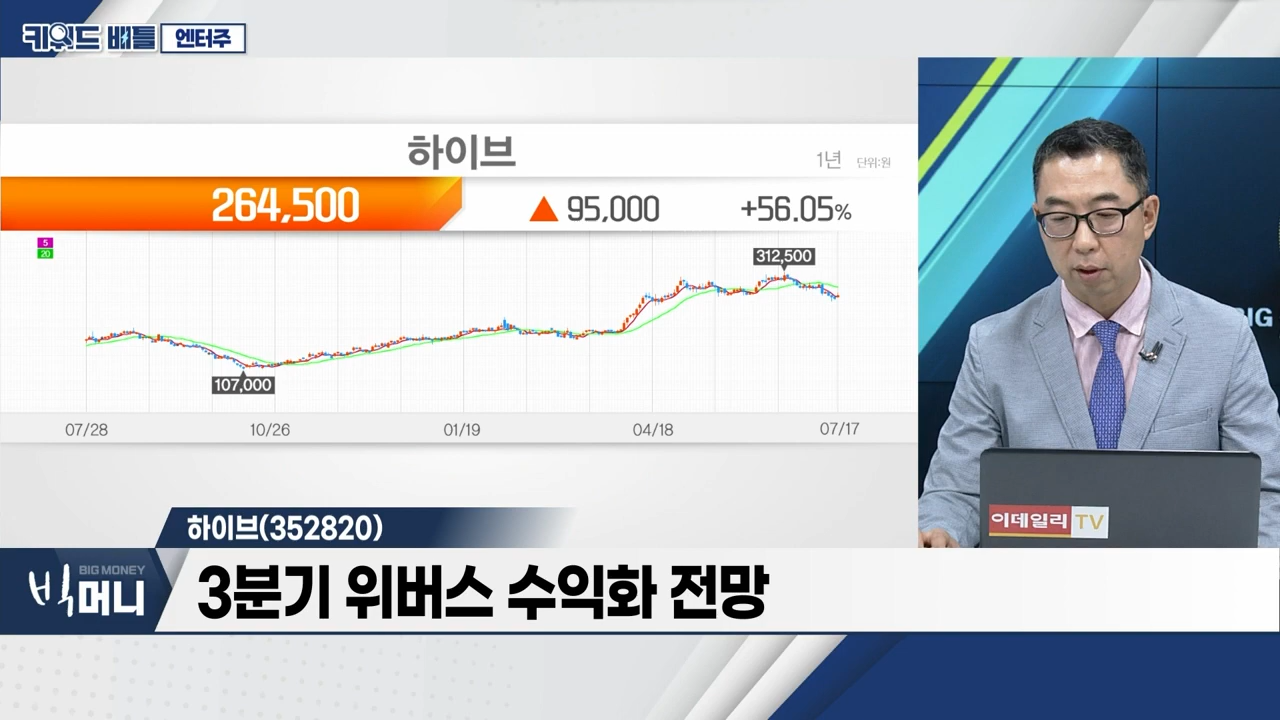 키워드 배틀 엔터주
하이브
1년 단위:원
264,500 ▲ 95,000 +56.05%
5
20
312,500
107,000
07/28 10/26 01/19 04/18 07/17
BIG
이데일리 TV
하이브(352820)
BIG MONEY
빅머니
3분기 위버스 수익화 전망